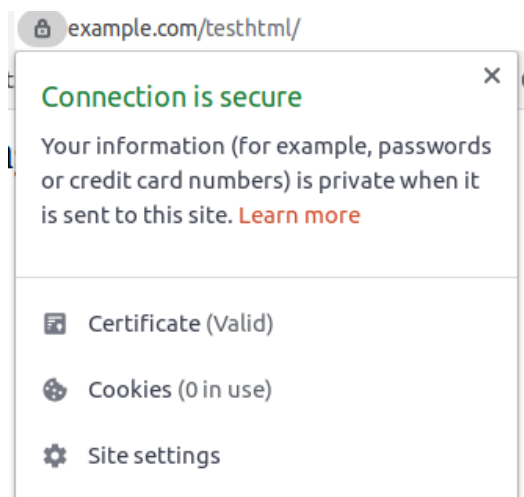 example.com/testhtml/
Connection is secure
Your information (for example, passwords
or credit card numbers) is private when it
is sent to this site. Learn more
Certificate (Valid)
Cookies (0 in use)
Site settings